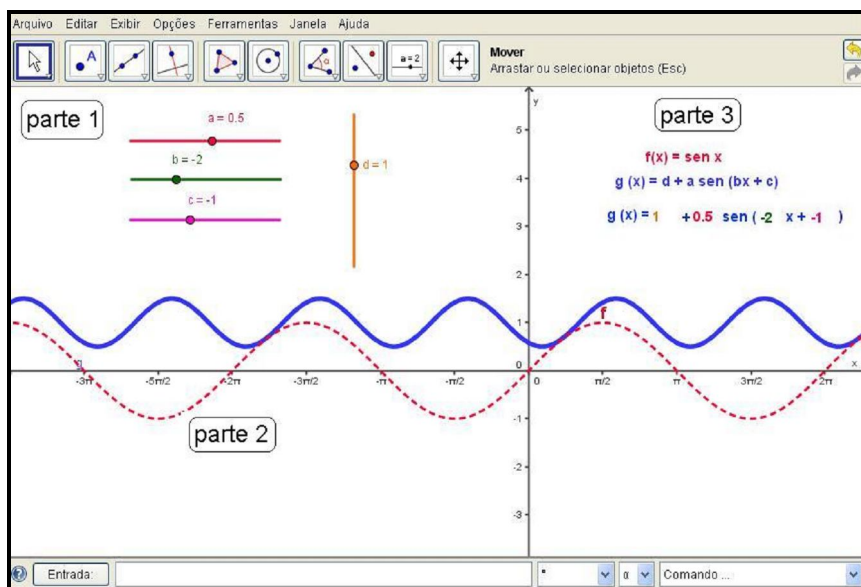 Arquivo Editar Exibir Opções Ferramentas Janela Ajuda
A
α
a=2
Mover
Arrastar ou selecionar objetos (Esc)
parte 1
a = 0.5
b = -2
c = -1
d = 1
parte 3
f(x) = sen x
g (x) = d + a sen (bx + c)
g (x) = 1 +0.5 sen ( -2 x + -1 )
y
5
4
3
2
1
0
-1
-2
-3
f
g
x
-3π -5π/2 -2π -3π/2 -π -π/2 0 π/2 π 3π/2 2π
parte 2
Entrada:
° α Comando ...